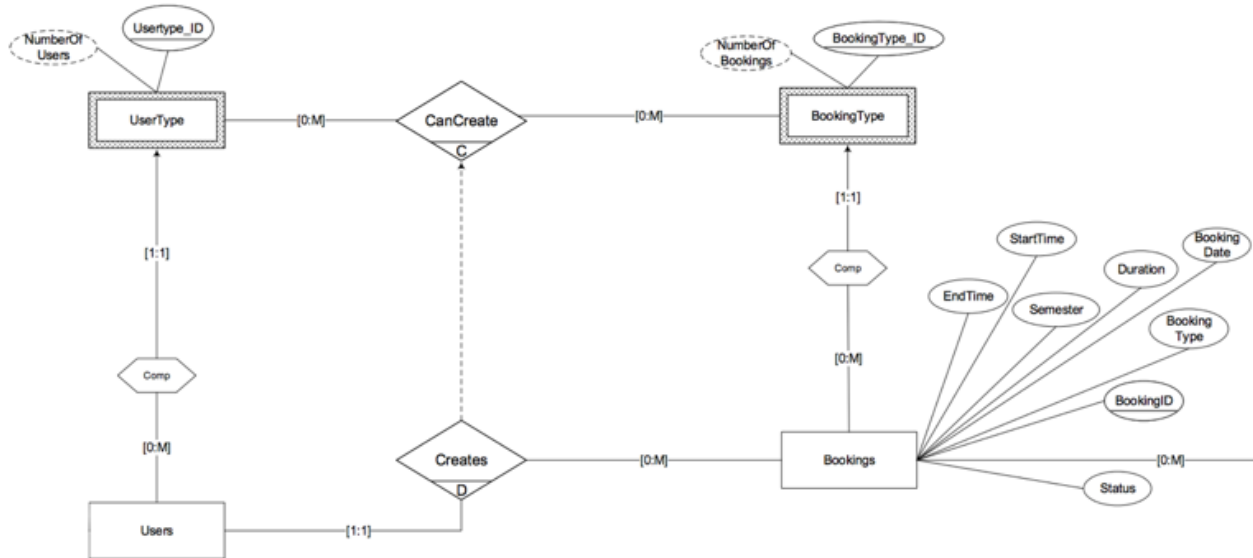 Usertype_ID
NumberOf
Users
UserType
[0:M]
CanCreate
C
[0:M]
BookingType_ID
NumberOf
Bookings
BookingType
[1:1]
[1:1]
Comp
Comp
StartTime
Booking
Date
Duration
EndTime
Semester
Booking
Type
BookingID
[0:M]
[0:M]
Creates
D
[0:M]
Bookings
[0:M]
Status
Users
[1:1]